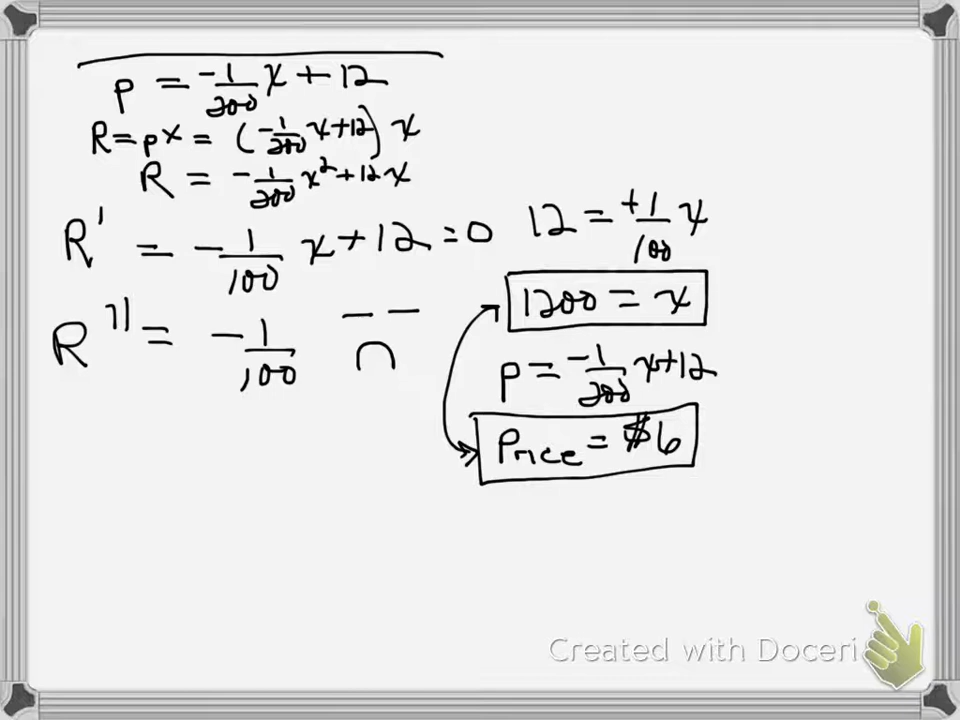 p = -1/200 x + 12
R = px = (-1/200 x + 12) x
R = -1/200 x² + 12x
R' = -1/100 x + 12 = 0
R'' = -1/100 - - ∩
12 = +1/100 x
1200 = x
p = -1/200 x + 12
Price = $6
Created with Doceri